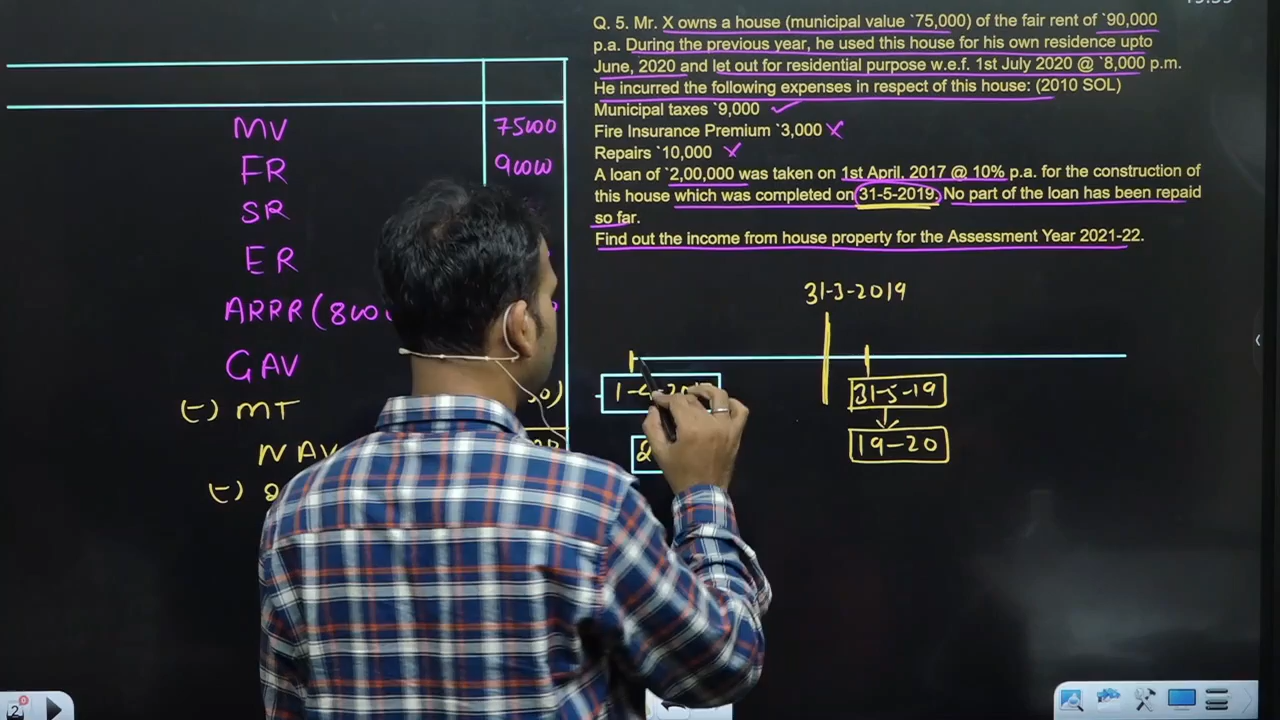 Q. 5. Mr. X owns a house (municipal value `75,000) of the fair rent of `90,000
p.a. During the previous year, he used this house for his own residence upto
June, 2020 and let out for residential purpose w.e.f. 1st July 2020 @ `8,000 p.m.
He incurred the following expenses in respect of this house: (2010 SOL)
Municipal taxes `9,000
Fire Insurance Premium `3,000
Repairs `10,000
A loan of `2,00,000 was taken on 1st April, 2017 @ 10% p.a. for the construction of
this house which was completed on 31-5-2019. No part of the loan has been repaid
so far.
Find out the income from house property for the Assessment Year 2021-22.
MV 75000
FR 90000
SR
ER
ARRR (800
GAV
(-) MT
NAV
(-)
31-3-2019
31-5-19
19-20